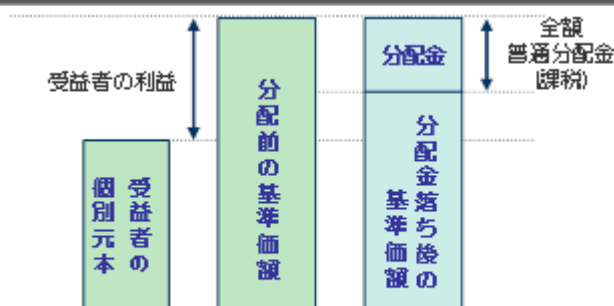 受益者の利益
受益者の
個別元本
分配前の基準価額
分配金
分配金落ち後の
基準価額
全額
普通分配金
(課税)